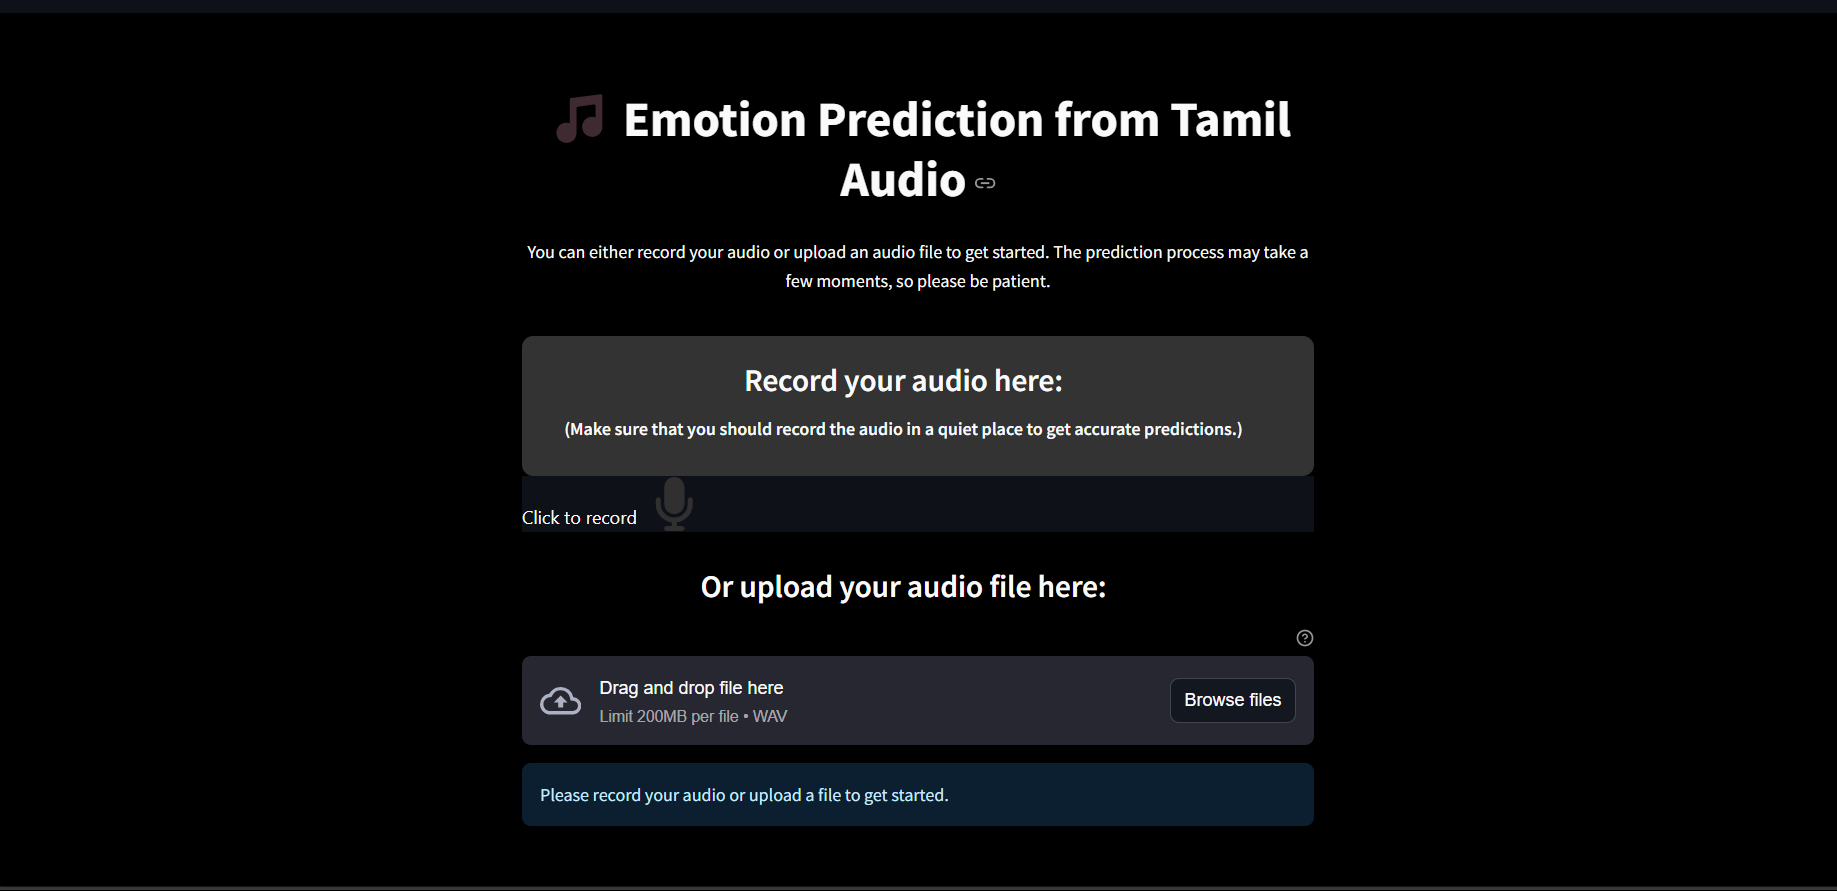 Emotion Prediction from Tamil
Audio
You can either record your audio or upload an audio file to get started. The prediction process may take a
few moments, so please be patient.
Record your audio here:
(Make sure that you should record the audio in a quiet place to get accurate predictions.)
Click to record
Or upload your audio file here:
Drag and drop file here
Limit 200MB per file • WAV
Browse files
Please record your audio or upload a file to get started.